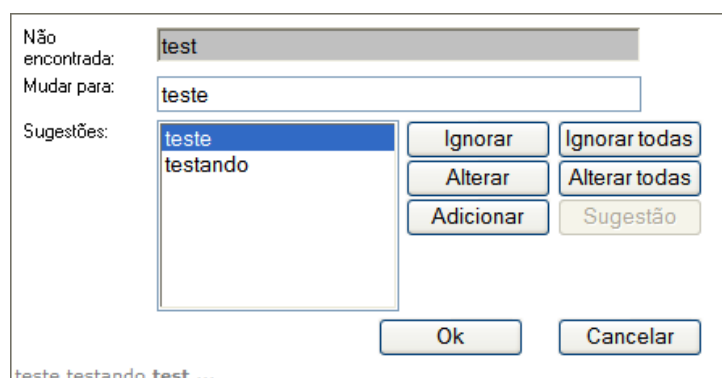 Não
encontrada:
test
Mudar para:
teste
Sugestões:
teste
testando
Ignorar
Ignorar todas
Alterar
Alterar todas
Adicionar
Sugestão
Ok
Cancelar
teste testando test ...